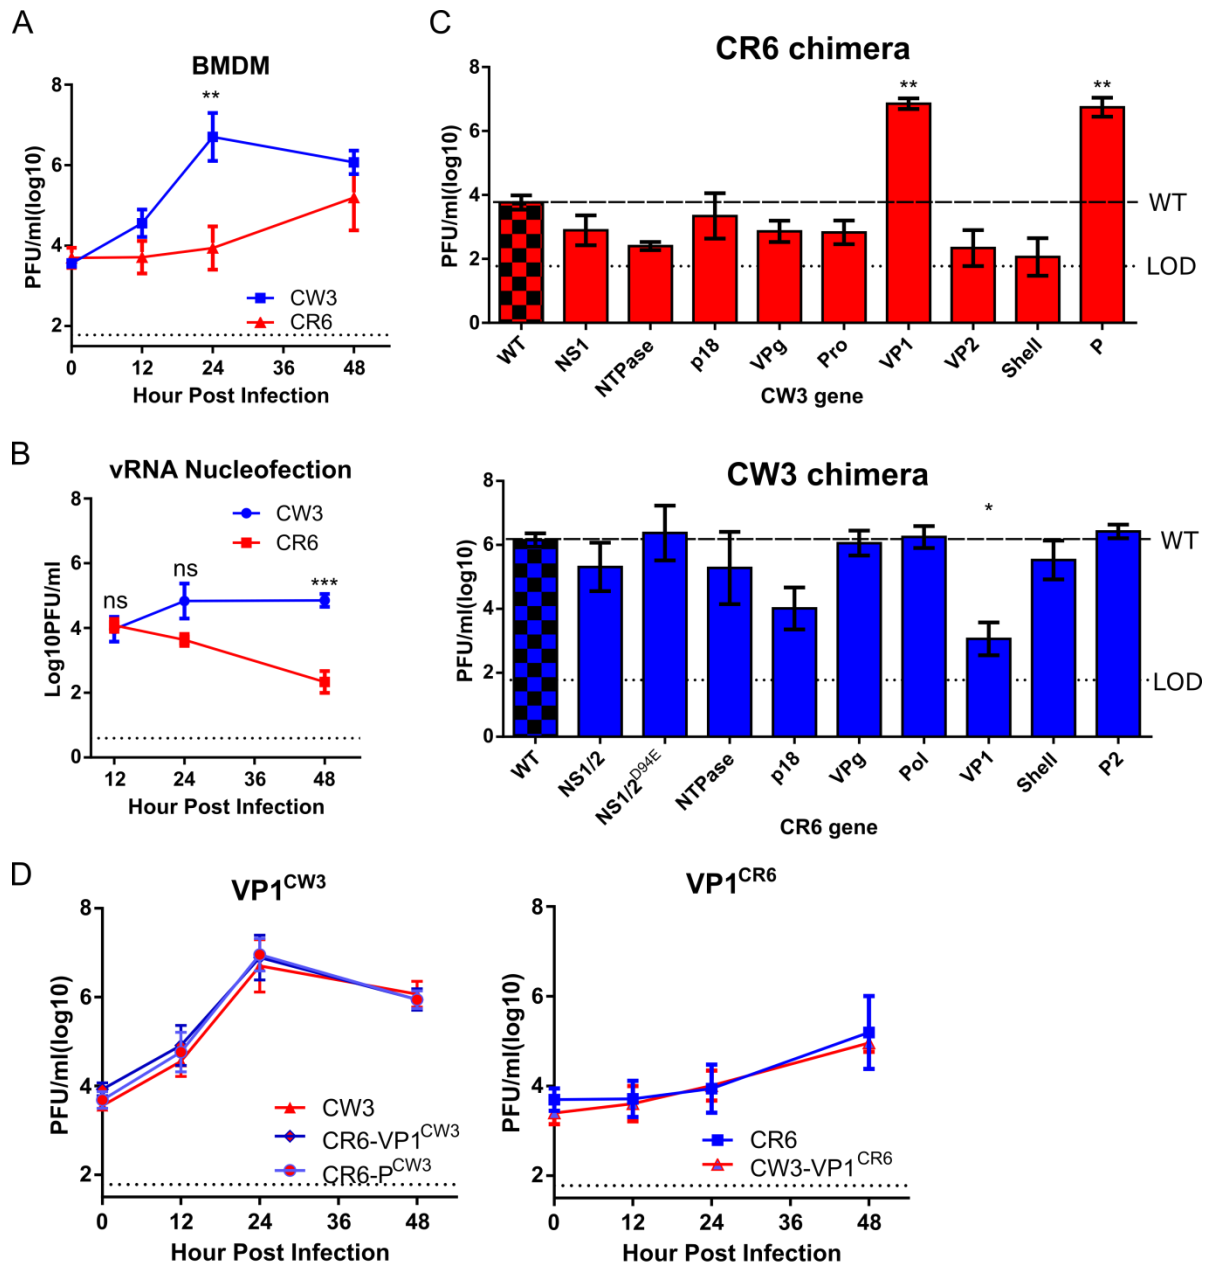 A
BMDM
8
6
4
2
PFU/ml(log10)
**
CW3
CR6
0 12 24 36 48
Hour Post Infection
B
vRNA Nucleofection
8
6
4
2
0
Log10PFU/ml
CW3
CR6
ns
ns
***
12 24 36 48
Hour Post Infection
C
CR6 chimera
8
6
4
2
0
PFU/ml(log10)
** **
WT
LOD
WT NS1 NTPase p18 VPg Pro VP1 VP2 Shell P
CW3 gene
CW3 chimera
8
6
4
2
0
PFU/ml(log10)
*
WT
LOD
WT NS1/2 NS1/2D94E NTPase p18 VPg Pol VP1 Shell P2
CR6 gene
D
VP1CW3
8
6
4
2
PFU/ml(log10)
CW3
CR6-VP1CW3
CR6-PCW3
0 12 24 36 48
Hour Post Infection
VP1CR6
8
6
4
2
PFU/ml(log10)
CR6
CW3-VP1CR6
0 12 24 36 48
Hour Post Infection